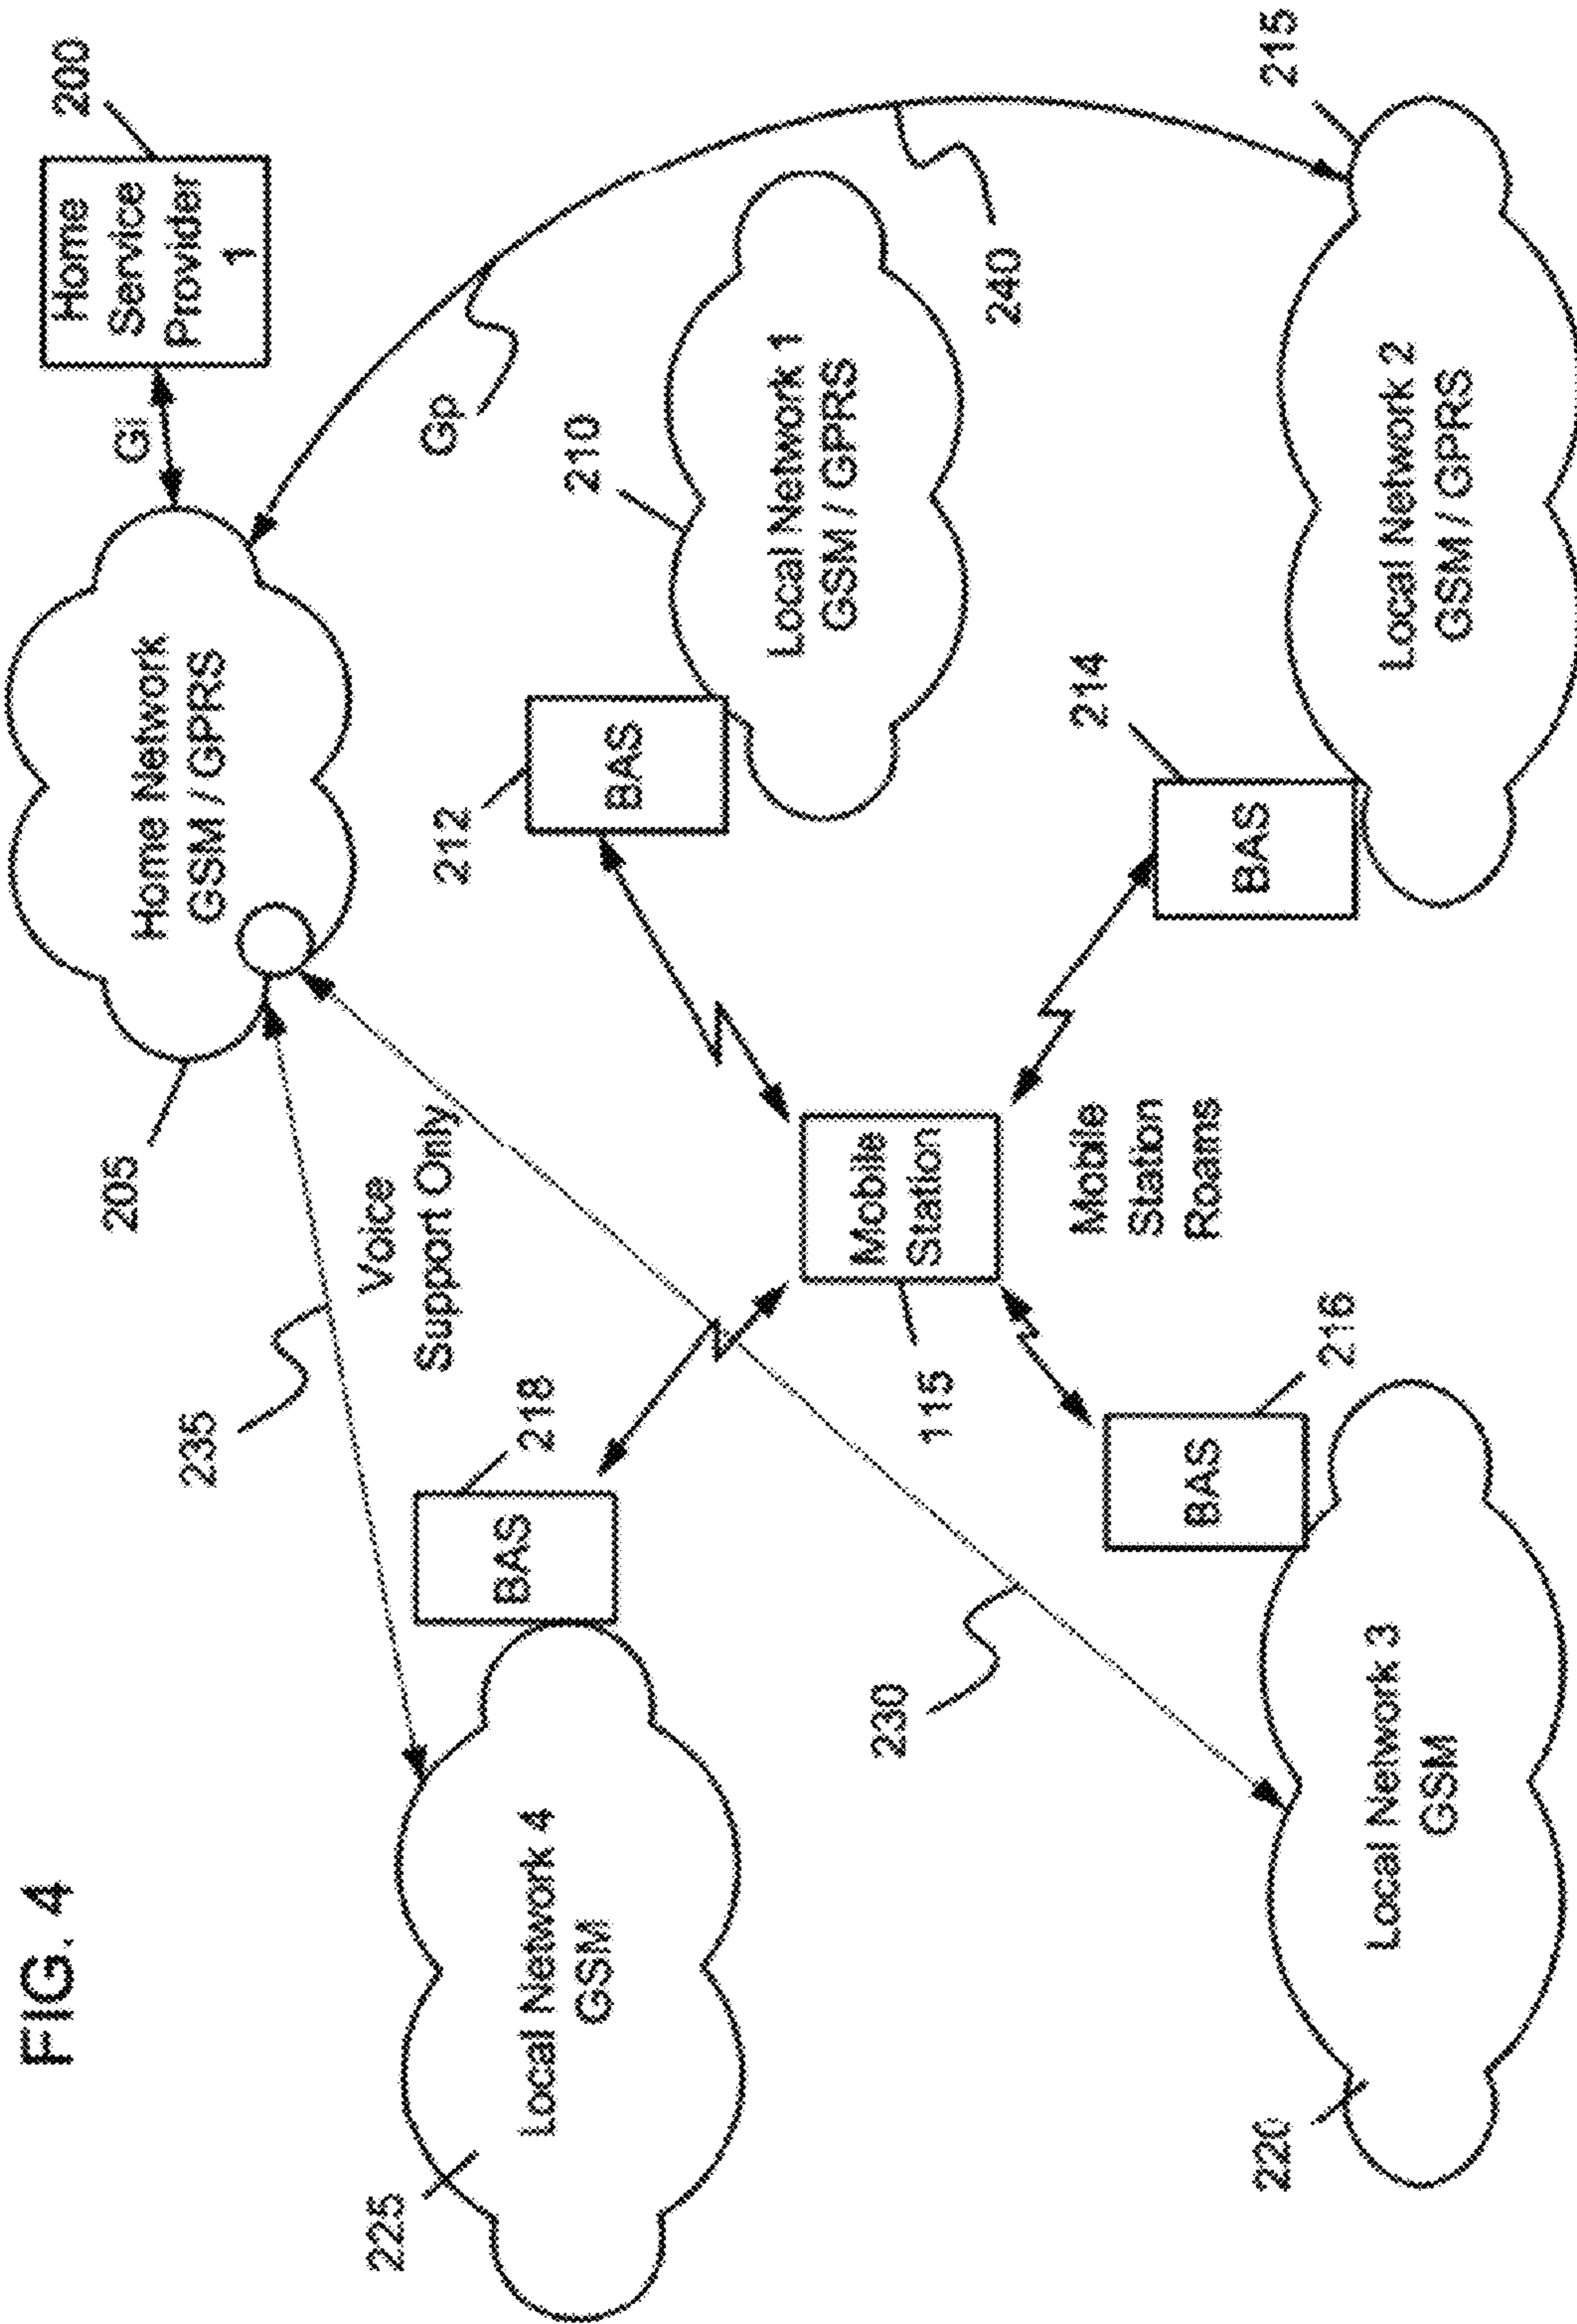 FIG. 4
225
Local Network 4
GSM
BAS
218
235
Voice
Support Only
205
Home Network
GSM / GPRS
Gi
Home
Service
Provider
1
200
Gp
240
212
BAS
210
Local Network 1
GSM / GPRS
Mobile
Station
115
Mobile
Station
Roams
230
220
Local Network 3
GSM
BAS
216
214
BAS
Local Network 2
GSM / GPRS
215